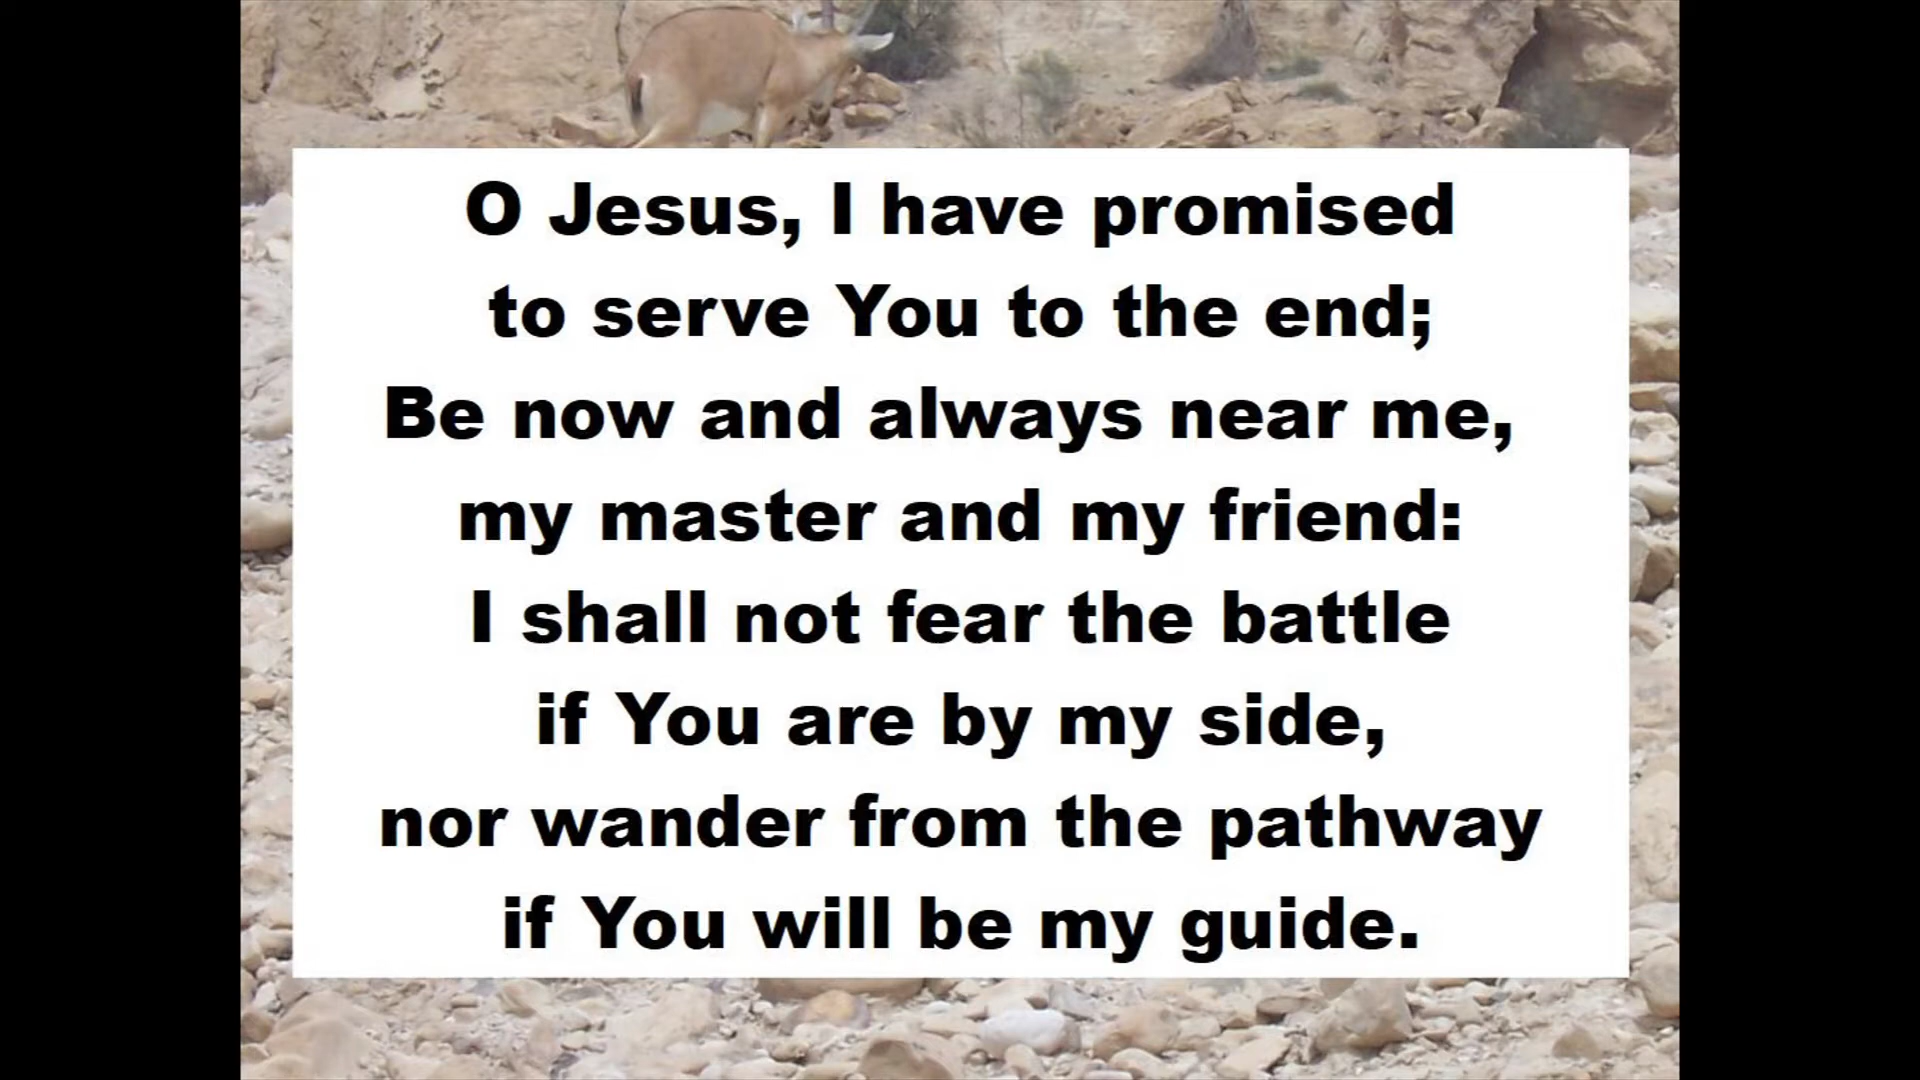 O Jesus, I have promised
to serve You to the end;
Be now and always near me,
my master and my friend:
I shall not fear the battle
if You are by my side,
nor wander from the pathway
if You will be my guide.